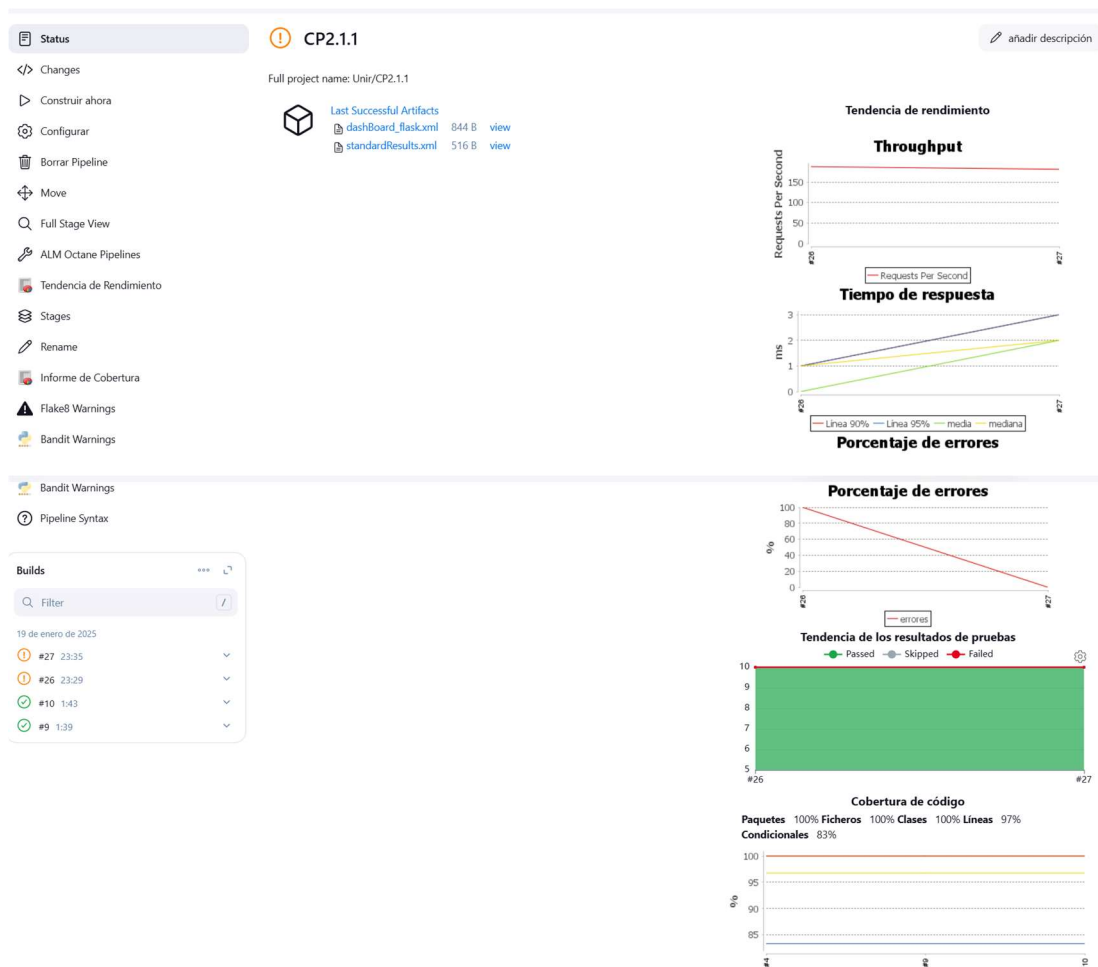 Status
Changes
Construir ahora
Configurar
Borrar Pipeline
Move
Full Stage View
ALM Octane Pipelines
Tendencia de Rendimiento
Stages
Rename
Informe de Cobertura
Flake8 Warnings
Bandit Warnings
CP2.1.1
añadir descripción
Full project name: Unir/CP2.1.1
Last Successful Artifacts
dashBoard_flask.xml 844 B view
standardResults.xml 516 B view
Tendencia de rendimiento
Throughput
Requests Per Second
150
100
50
0
#26 #27
Requests Per Second
Tiempo de respuesta
ms
3
2
1
0
#26 #27
Línea 90% Línea 95% media mediana
Porcentaje de errores
Bandit Warnings
Pipeline Syntax
Builds
Filter /
19 de enero de 2025
#27 23:35
#26 23:29
#10 1:43
#9 1:39
Porcentaje de errores
%
100
80
60
40
20
0
#26 #27
errores
Tendencia de los resultados de pruebas
Passed Skipped Failed
10
9
8
7
6
5
#26 #27
Cobertura de código
Paquetes 100% Ficheros 100% Clases 100% Líneas 97%
Condicionales 83%
%
100
95
90
85
#4 #9 10